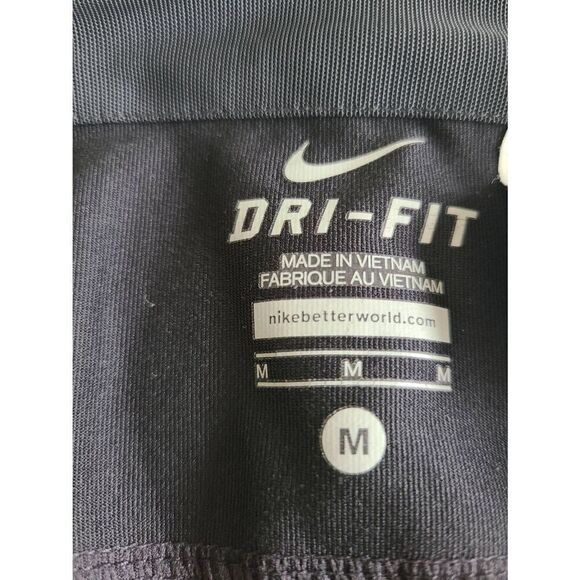 DRI-FIT
MADE IN VIETNAM
FABRIQUE AU VIETNAM
nikebetterworld.com
M M M
M